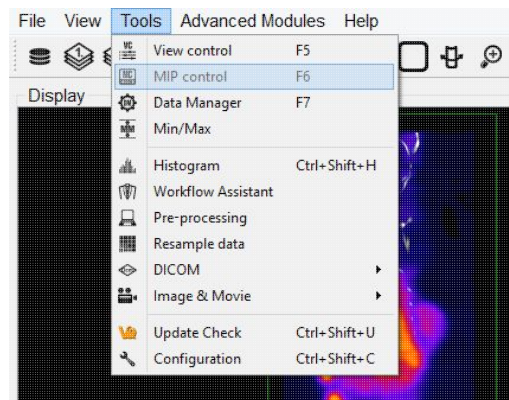 File View Tools Advanced Modules Help
View control F5
MIP control F6
Display
Data Manager F7
Min/Max
Histogram Ctrl+Shift+H
Workflow Assistant
Pre-processing
Resample data
DICOM
Image & Movie
Update Check Ctrl+Shift+U
Configuration Ctrl+Shift+C